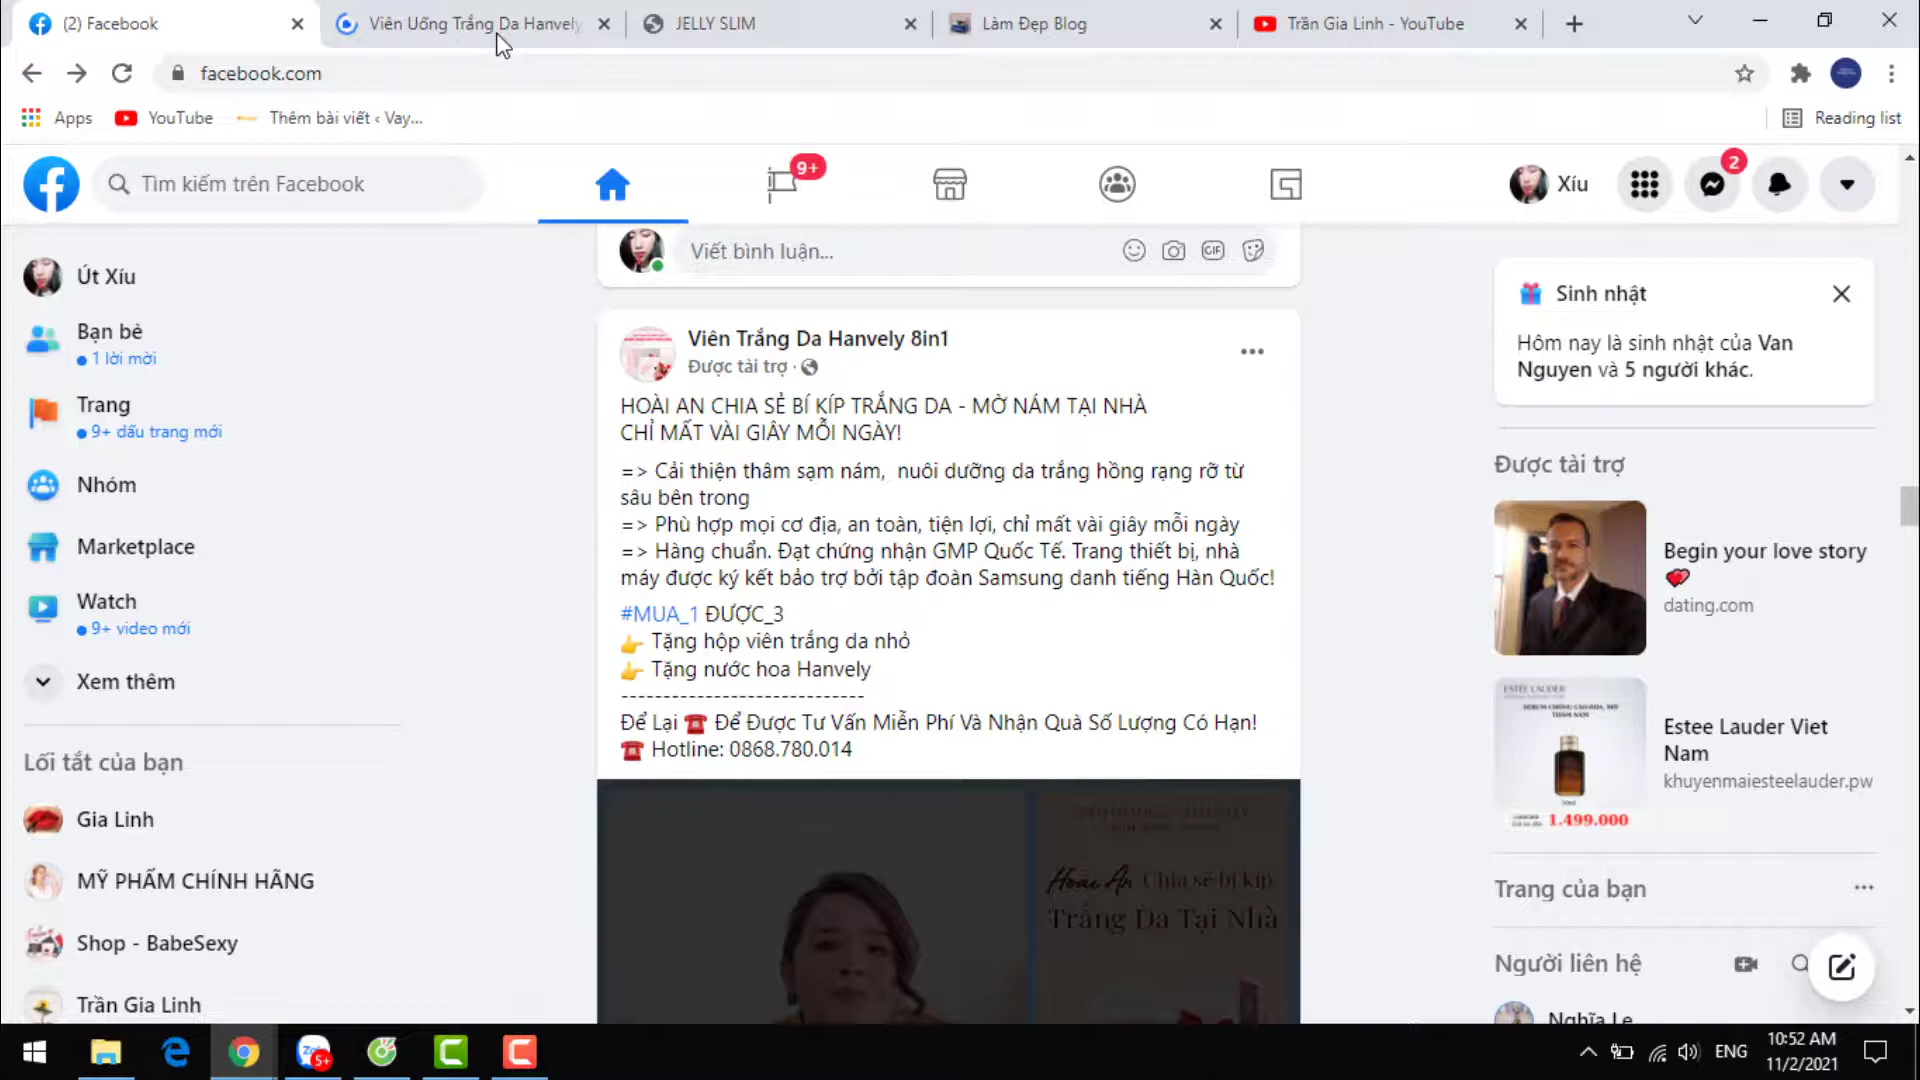 (2) Facebook
Viên Uống Trắng Da Hanvely
JELLY SLIM
Làm Đẹp Blog
Trần Gia Linh - YouTube
facebook.com
Apps
YouTube
Thêm bài viết ‹ Vay...
Reading list
Tìm kiếm trên Facebook
9+
Xíu
2
Út Xíu
Bạn bè
1 lời mời
Trang
9+ dấu trang mới
Nhóm
Marketplace
Watch
9+ video mới
Xem thêm
Lối tắt của bạn
Gia Linh
MỸ PHẨM CHÍNH HÃNG
Shop - BabeSexy
Trần Gia Linh
Viết bình luận...
GIF
Viên Trắng Da Hanvely 8in1
Được tài trợ ·
HOÀI AN CHIA SẺ BÍ KÍP TRẮNG DA - MỜ NÁM TẠI NHÀ
CHỈ MẤT VÀI GIÂY MỖI NGÀY!
=> Cải thiện thâm sạm nám, nuôi dưỡng da trắng hồng rạng rỡ từ
sâu bên trong
=> Phù hợp mọi cơ địa, an toàn, tiện lợi, chỉ mất vài giây mỗi ngày
=> Hàng chuẩn. Đạt chứng nhận GMP Quốc Tế. Trang thiết bị, nhà
máy được ký kết bảo trợ bởi tập đoàn Samsung danh tiếng Hàn Quốc!
#MUA_1 ĐƯỢC_3
👉 Tặng hộp viên trắng da nhỏ
👉 Tặng nước hoa Hanvely
-----------------------------
Để Lại ☎️ Để Được Tư Vấn Miễn Phí Và Nhận Quà Số Lượng Có Hạn!
☎️ Hotline: 0868.780.014
Hoài An Chia sẻ bí kíp
Trắng Da Tại Nhà
Sinh nhật
Hôm nay là sinh nhật của Van
Nguyen và 5 người khác.
Được tài trợ
Begin your love story
💕
dating.com
ESTEE LAUDER
Estee Lauder Viet
Nam
khuyenmaiesteelauder.pw
1.499.000
Trang của bạn
Người liên hệ
Nghĩa Le
Zalo
5+
ENG
10:52 AM
11/2/2021